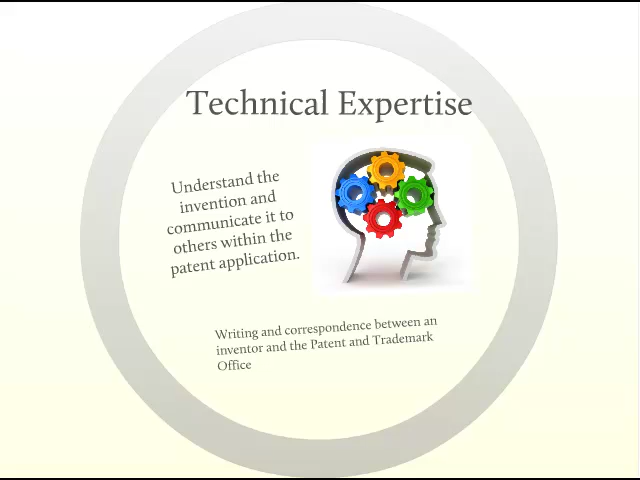 Technical Expertise
Understand the
invention and
communicate it to
others within the
patent application.
Writing and correspondence between an
inventor and the Patent and Trademark
Office